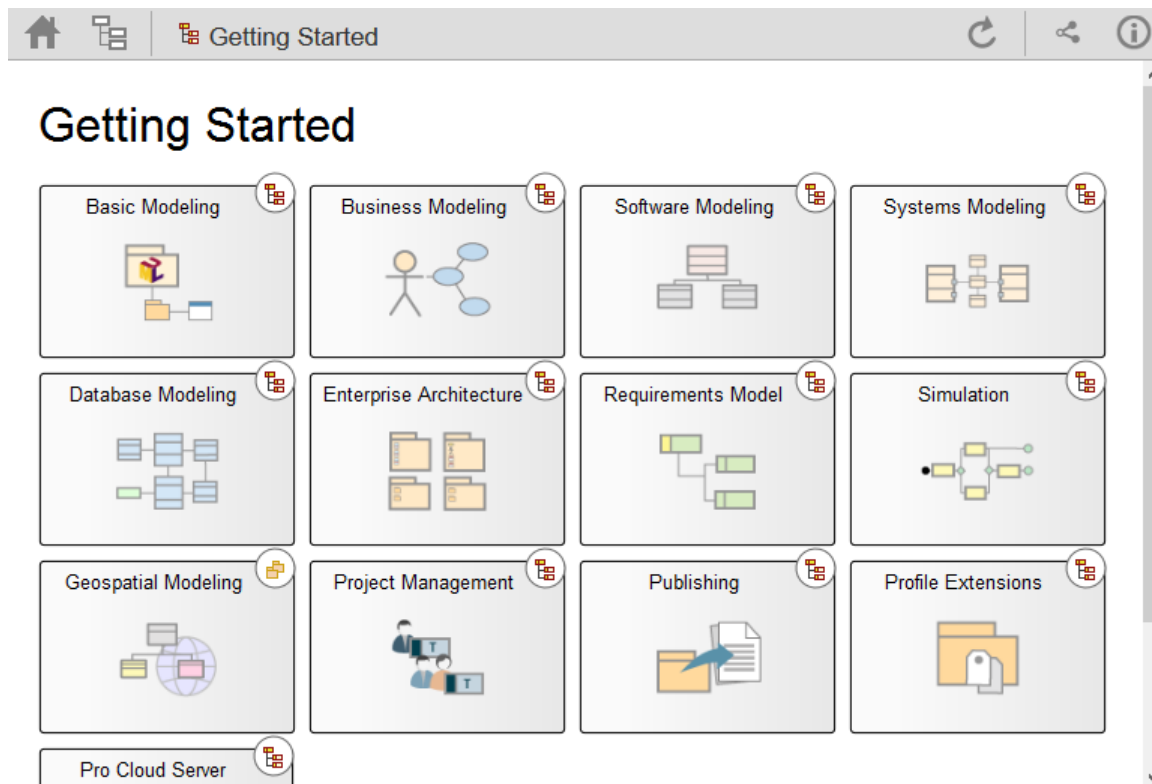 Getting Started
Getting Started
Basic Modeling
Business Modeling
Software Modeling
Systems Modeling
Database Modeling
Enterprise Architecture
Requirements Model
Simulation
Geospatial Modeling
Project Management
T
T
Publishing
Profile Extensions
Pro Cloud Server